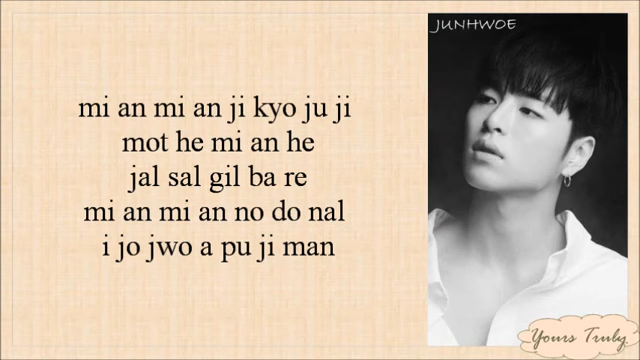 mi an mi an ji kyo ju ji
mot he mi an he
jal sal gil ba re
mi an mi an no do nal
i jo jwo a pu ji man
JUNHWOE
Yours Truly